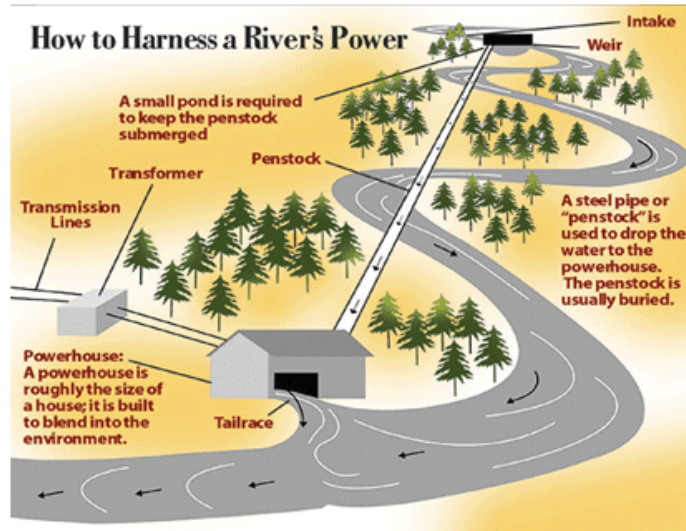 How to Harness a River's Power
Intake
Weir
A small pond is required
to keep the penstock
submerged
Penstock
Transformer
Transmission
Lines
A steel pipe or
"penstock" is
used to drop the
water to the
powerhouse.
The penstock is
usually buried.
Powerhouse:
A powerhouse is
roughly the size of
a house; it is built
to blend into the
environment.
Tailrace